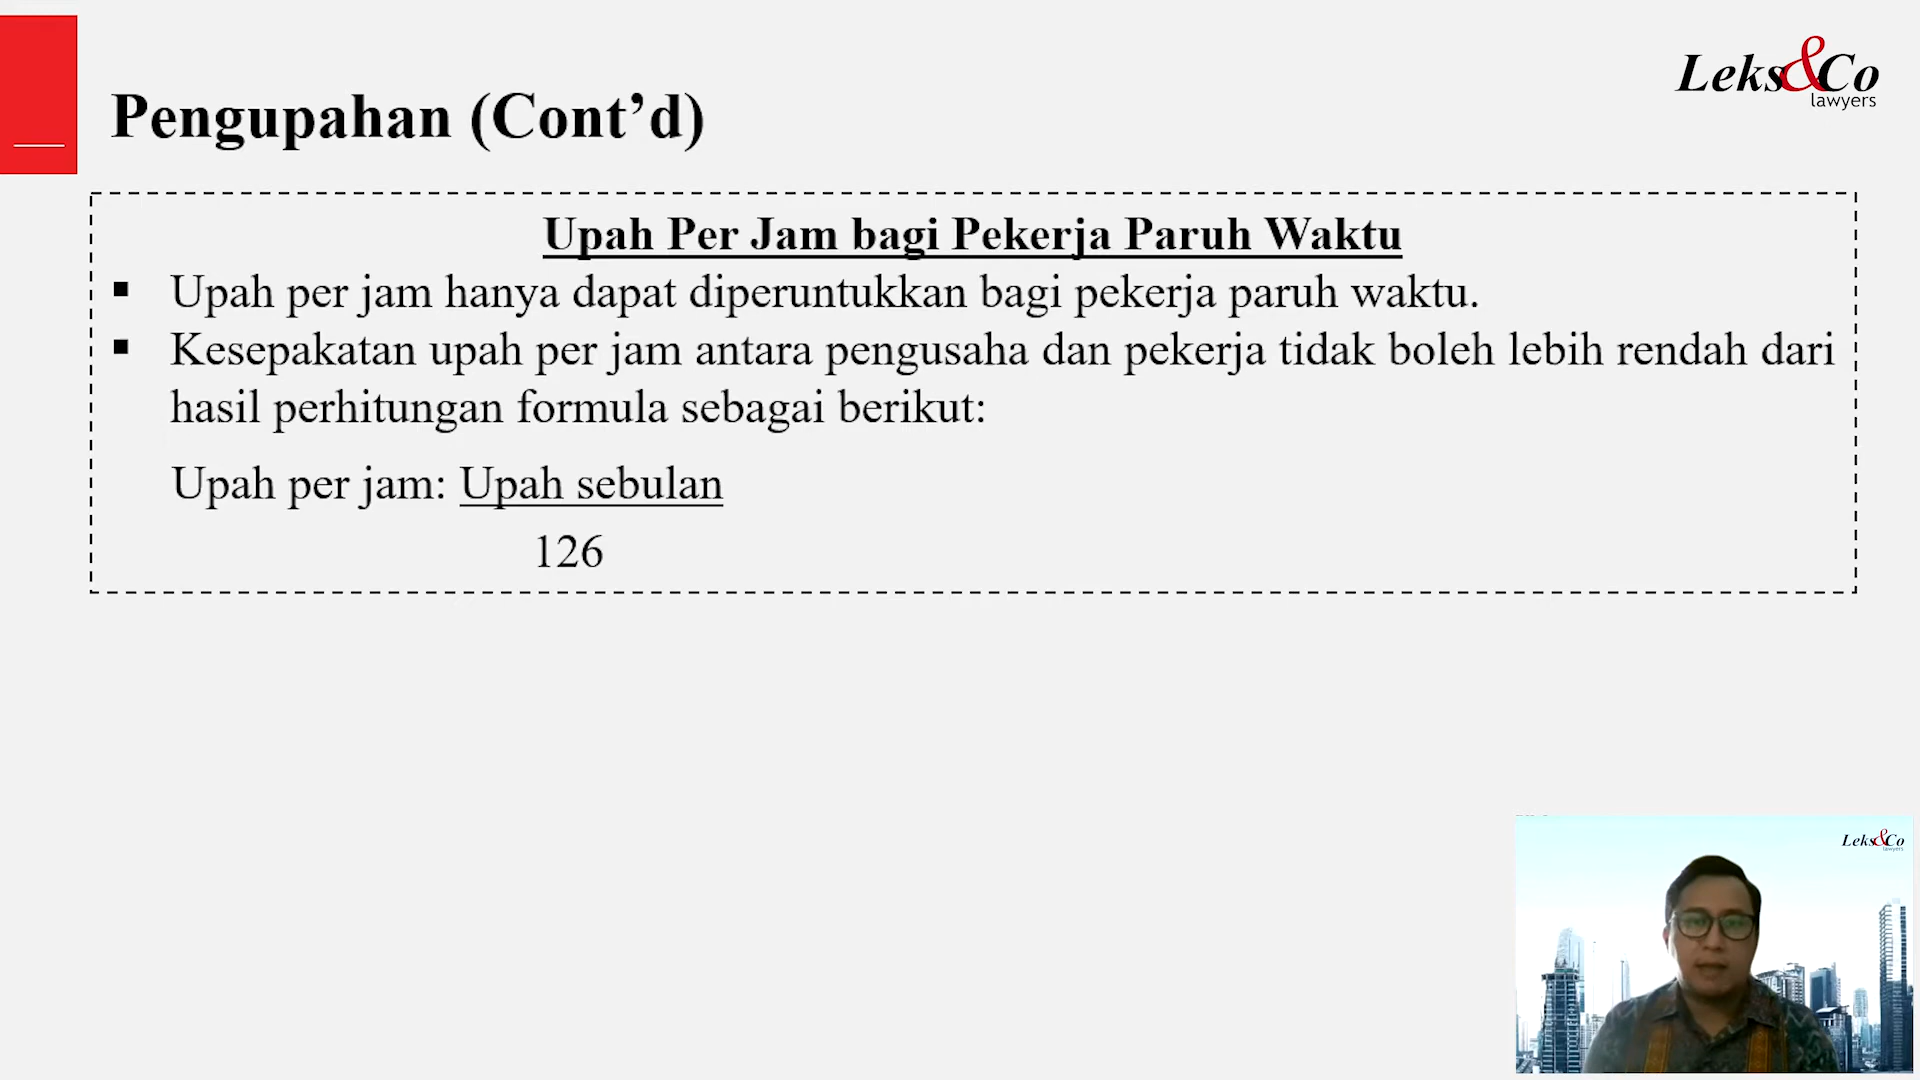 Leks&Co
lawyers
Pengupahan (Cont’d)
Upah Per Jam bagi Pekerja Paruh Waktu
▪ Upah per jam hanya dapat diperuntukkan bagi pekerja paruh waktu.
▪ Kesepakatan upah per jam antara pengusaha dan pekerja tidak boleh lebih rendah dari
hasil perhitungan formula sebagai berikut:
Upah per jam: Upah sebulan
126
Leks&Co
lawyers